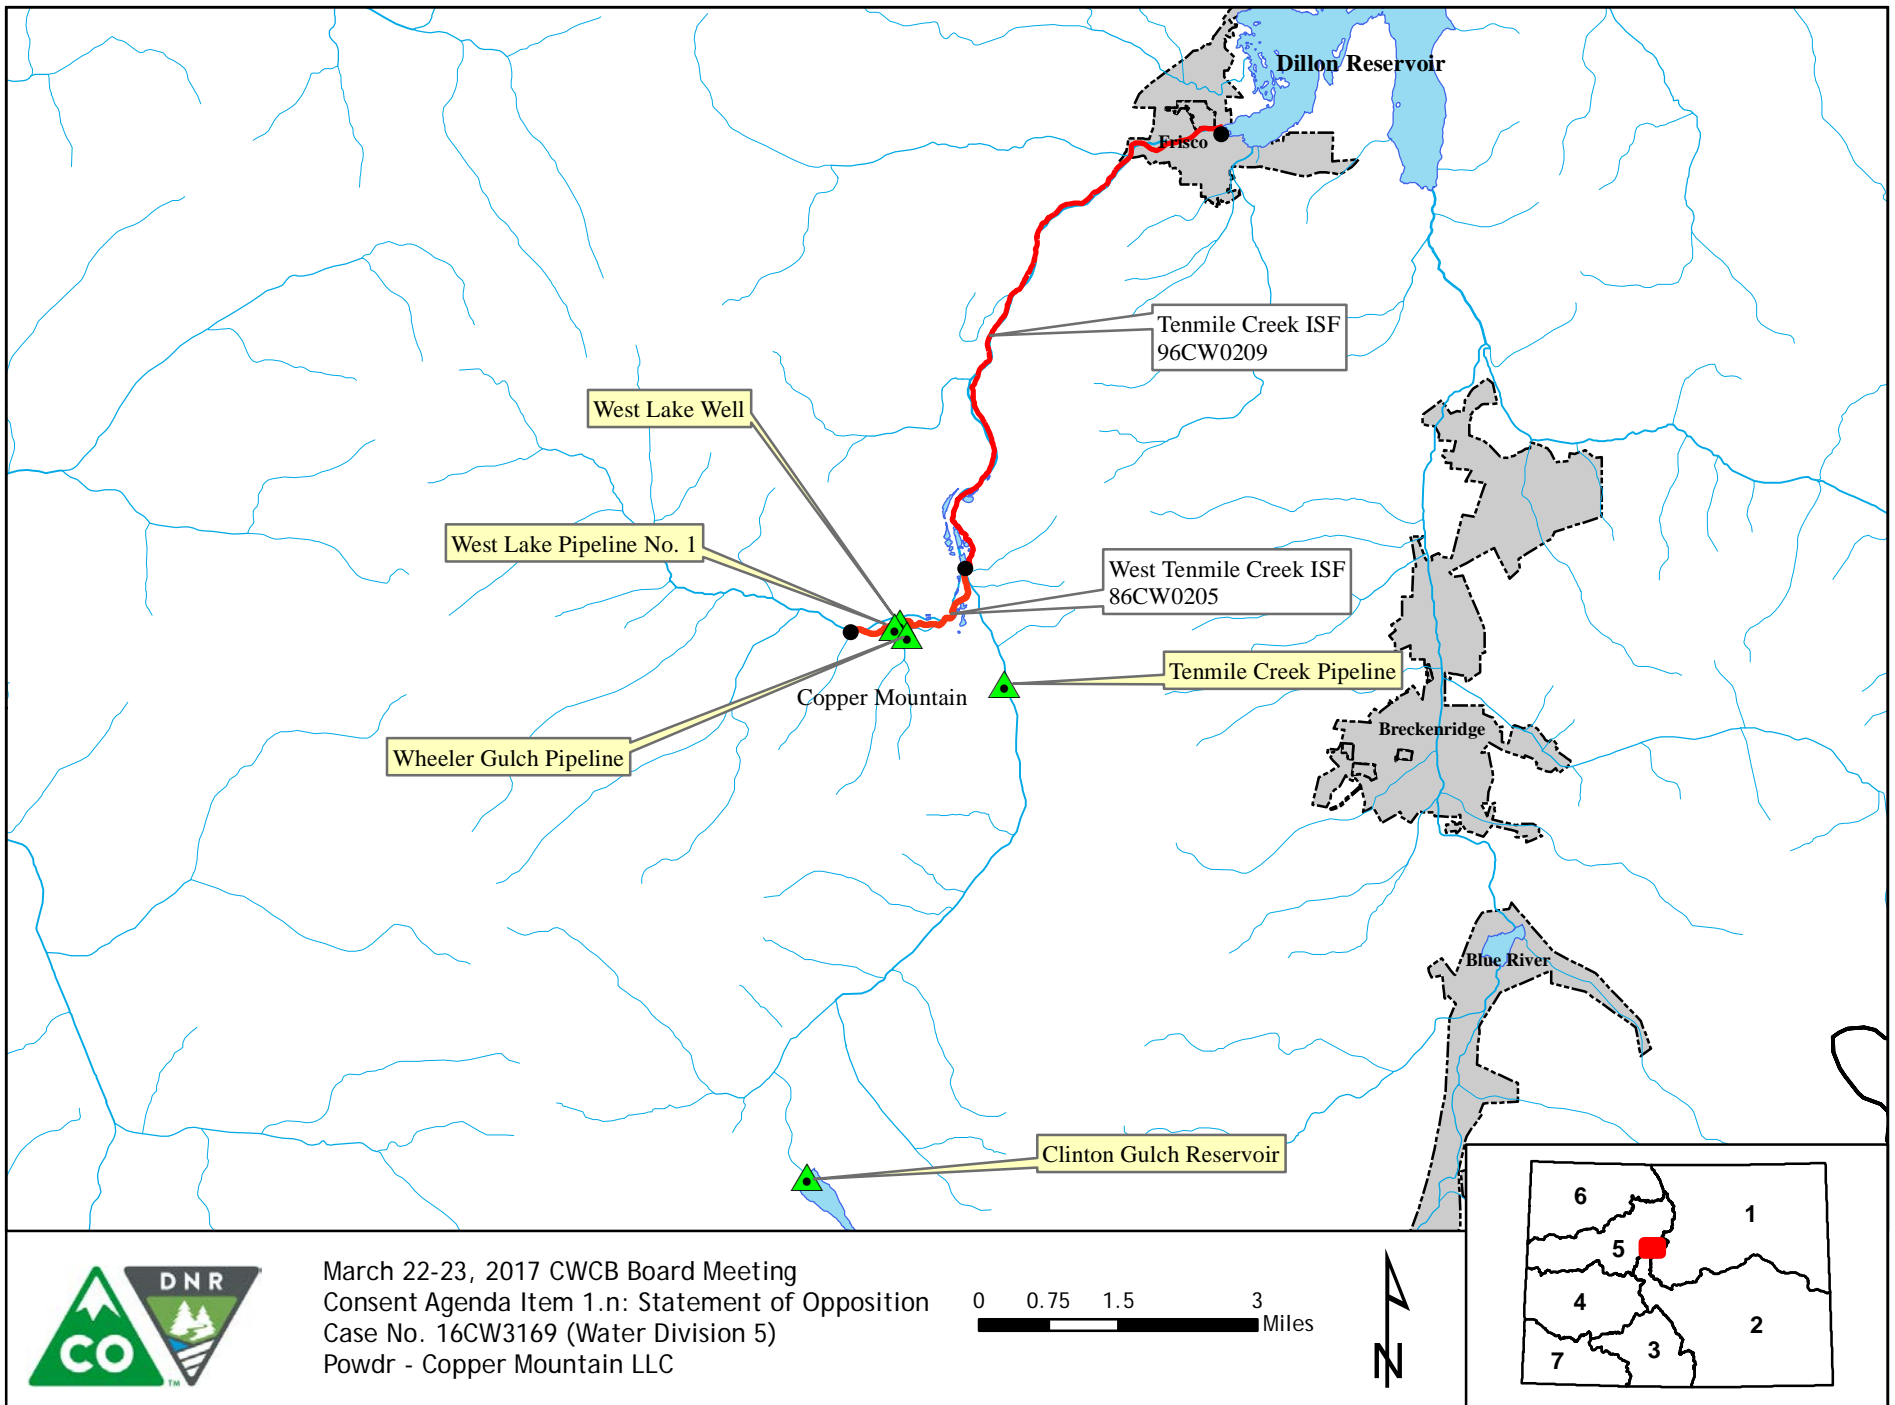 Dillon Reservoir
Frisco
Tenmile Creek ISF
96CW0209
West Lake Well
West Lake Pipeline No. 1
West Tenmile Creek ISF
86CW0205
Tenmile Creek Pipeline
Copper Mountain
Breckenridge
Wheeler Gulch Pipeline
Blue River
Clinton Gulch Reservoir
DNR
CO
TM
March 22-23, 2017 CWCB Board Meeting
Consent Agenda Item 1.n: Statement of Opposition
Case No. 16CW3169 (Water Division 5)
Powdr - Copper Mountain LLC
0 0.75 1.5 3
Miles
N
6
1
5
4
2
3
7